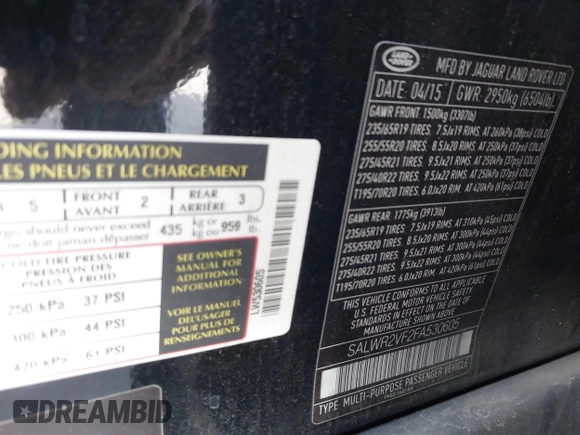 DING INFORMATION
LES PNEUS ET LE CHARGEMENT
5 FRONT AVANT 2 REAR ARRIÈRE 3
rgo should never exceed 435 kg or 959 lbs.
ne doit jamais dépasser kg ou lb.
COLD TIRE PRESSURE
PRESSION DES
PNEUS À FROID
250 kPa 37 PSI
300 kPa 44 PSI
420 kPa 61 PSI
SEE OWNER'S
MANUAL FOR
ADDITIONAL
INFORMATION
VOIR LE MANUEL
DE L'USAGER
POUR PLUS DE
RENSEIGNEMENTS
LW530605
LAND ROVER
MFD BY JAGUAR LAND ROVER LTD
DATE: 04/15 GWR: 2950kg (6504lb)
GAWR FRONT 1500kg (3307lb)
235/65R19 TIRES. 7.5Jx19 RIMS. AT 260kPa (38psi) COLD
255/55R20 TIRES. 8.5Jx20 RIMS. AT 250kPa (37psi) COLD
275/45R21 TIRES. 9.5Jx21 RIMS. AT 250kPa (37psi) COLD
275/40R22 TIRES. 9.5Jx22 RIMS. AT 250kPa (37psi) COLD
T195/70R20 TIRES. 6.0Jx20 RIM. AT 420kPa (61psi) COLD
GAWR REAR 1775kg (3913lb)
235/65R19 TIRES. 7.5Jx19 RIMS. AT 310kPa (45psi) COLD
255/55R20 TIRES. 8.5Jx20 RIMS. AT 300kPa (44psi) COLD
275/45R21 TIRES. 9.5Jx21 RIMS. AT 300kPa (44psi) COLD
275/40R22 TIRES. 9.5Jx22 RIMS. AT 300kPa (44psi) COLD
T195/70R20 TIRES. 6.0Jx20 RIM. AT 420kPa (61psi) COLD
THIS VEHICLE CONFORMS TO ALL APPLICABLE
U.S. FEDERAL MOTOR VEHICLE SAFETY
STANDARDS IN EFFECT ON THE DATE OF
MANUFACTURE SHOWN ABOVE.
SALWR2VF2FA530605
TYPE: MULTI-PURPOSE PASSENGER VEHICLE
DREAMBID